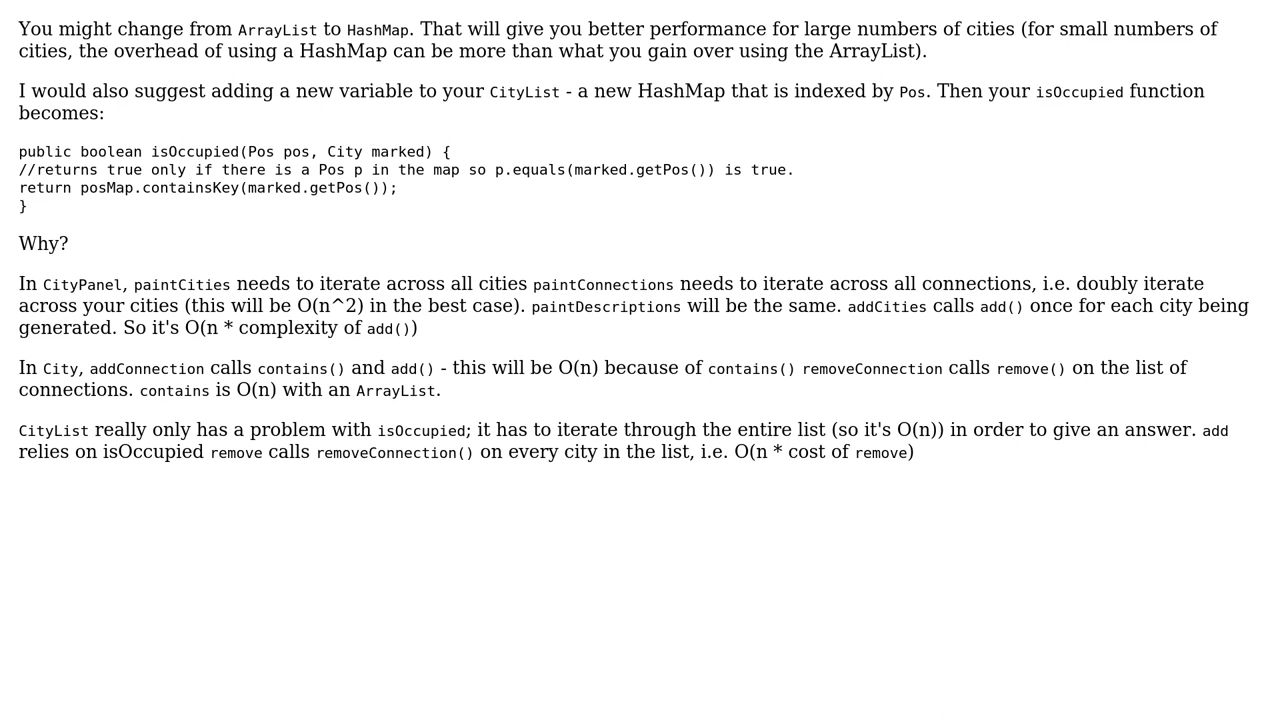 You might change from ArrayList to HashMap. That will give you better performance for large numbers of cities (for small numbers of
cities, the overhead of using a HashMap can be more than what you gain over using the ArrayList).
I would also suggest adding a new variable to your CityList - a new HashMap that is indexed by Pos. Then your isOccupied function
becomes:
public boolean isOccupied(Pos pos, City marked) {
//returns true only if there is a Pos p in the map so p.equals(marked.getPos()) is true.
return posMap.containsKey(marked.getPos());
}
Why?
In CityPanel, paintCities needs to iterate across all cities paintConnections needs to iterate across all connections, i.e. doubly iterate
across your cities (this will be O(n^2) in the best case). paintDescriptions will be the same. addCities calls add() once for each city being
generated. So it's O(n * complexity of add())
In City, addConnection calls contains() and add() - this will be O(n) because of contains() removeConnection calls remove() on the list of
connections. contains is O(n) with an ArrayList.
CityList really only has a problem with isOccupied; it has to iterate through the entire list (so it's O(n)) in order to give an answer. add
relies on isOccupied remove calls removeConnection() on every city in the list, i.e. O(n * cost of remove)